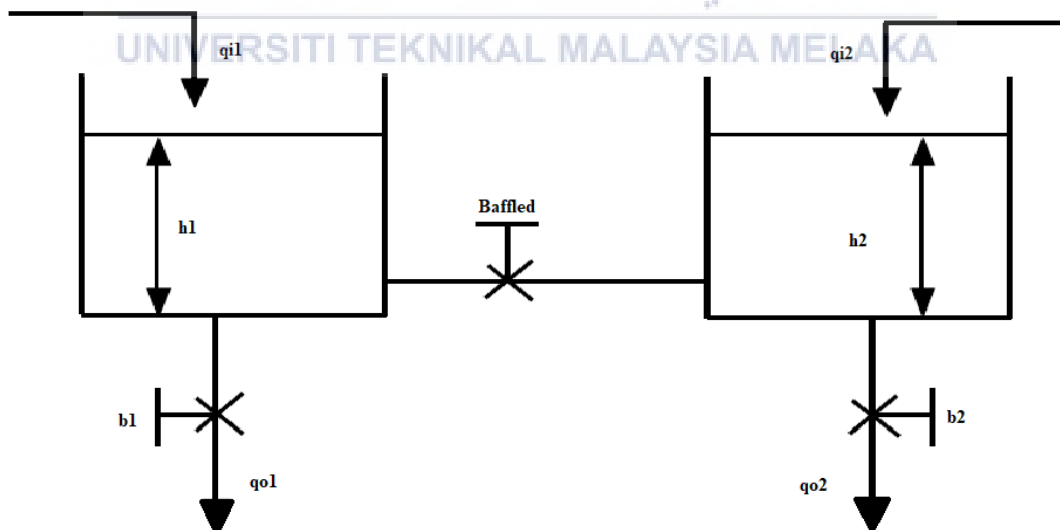 UNIVERSITI TEKNIKAL MALAYSIA MELAKA
qi1
qi2
Baffled
h1
h2
b1
b2
qo1
qo2